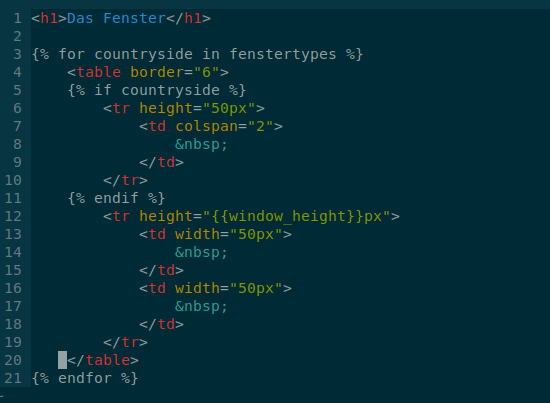 1 <h1>Das Fenster</h1>
2
3 {% for countryside in fenstertypes %}
4     <table border="6">
5     {% if countryside %}
6         <tr height="50px">
7             <td colspan="2">
8                 &nbsp;
9             </td>
10         </tr>
11     {% endif %}
12         <tr height="{{window_height}}px">
13             <td width="50px">
14                 &nbsp;
15             </td>
16             <td width="50px">
17                 &nbsp;
18             </td>
19         </tr>
20     </table>
21 {% endfor %}